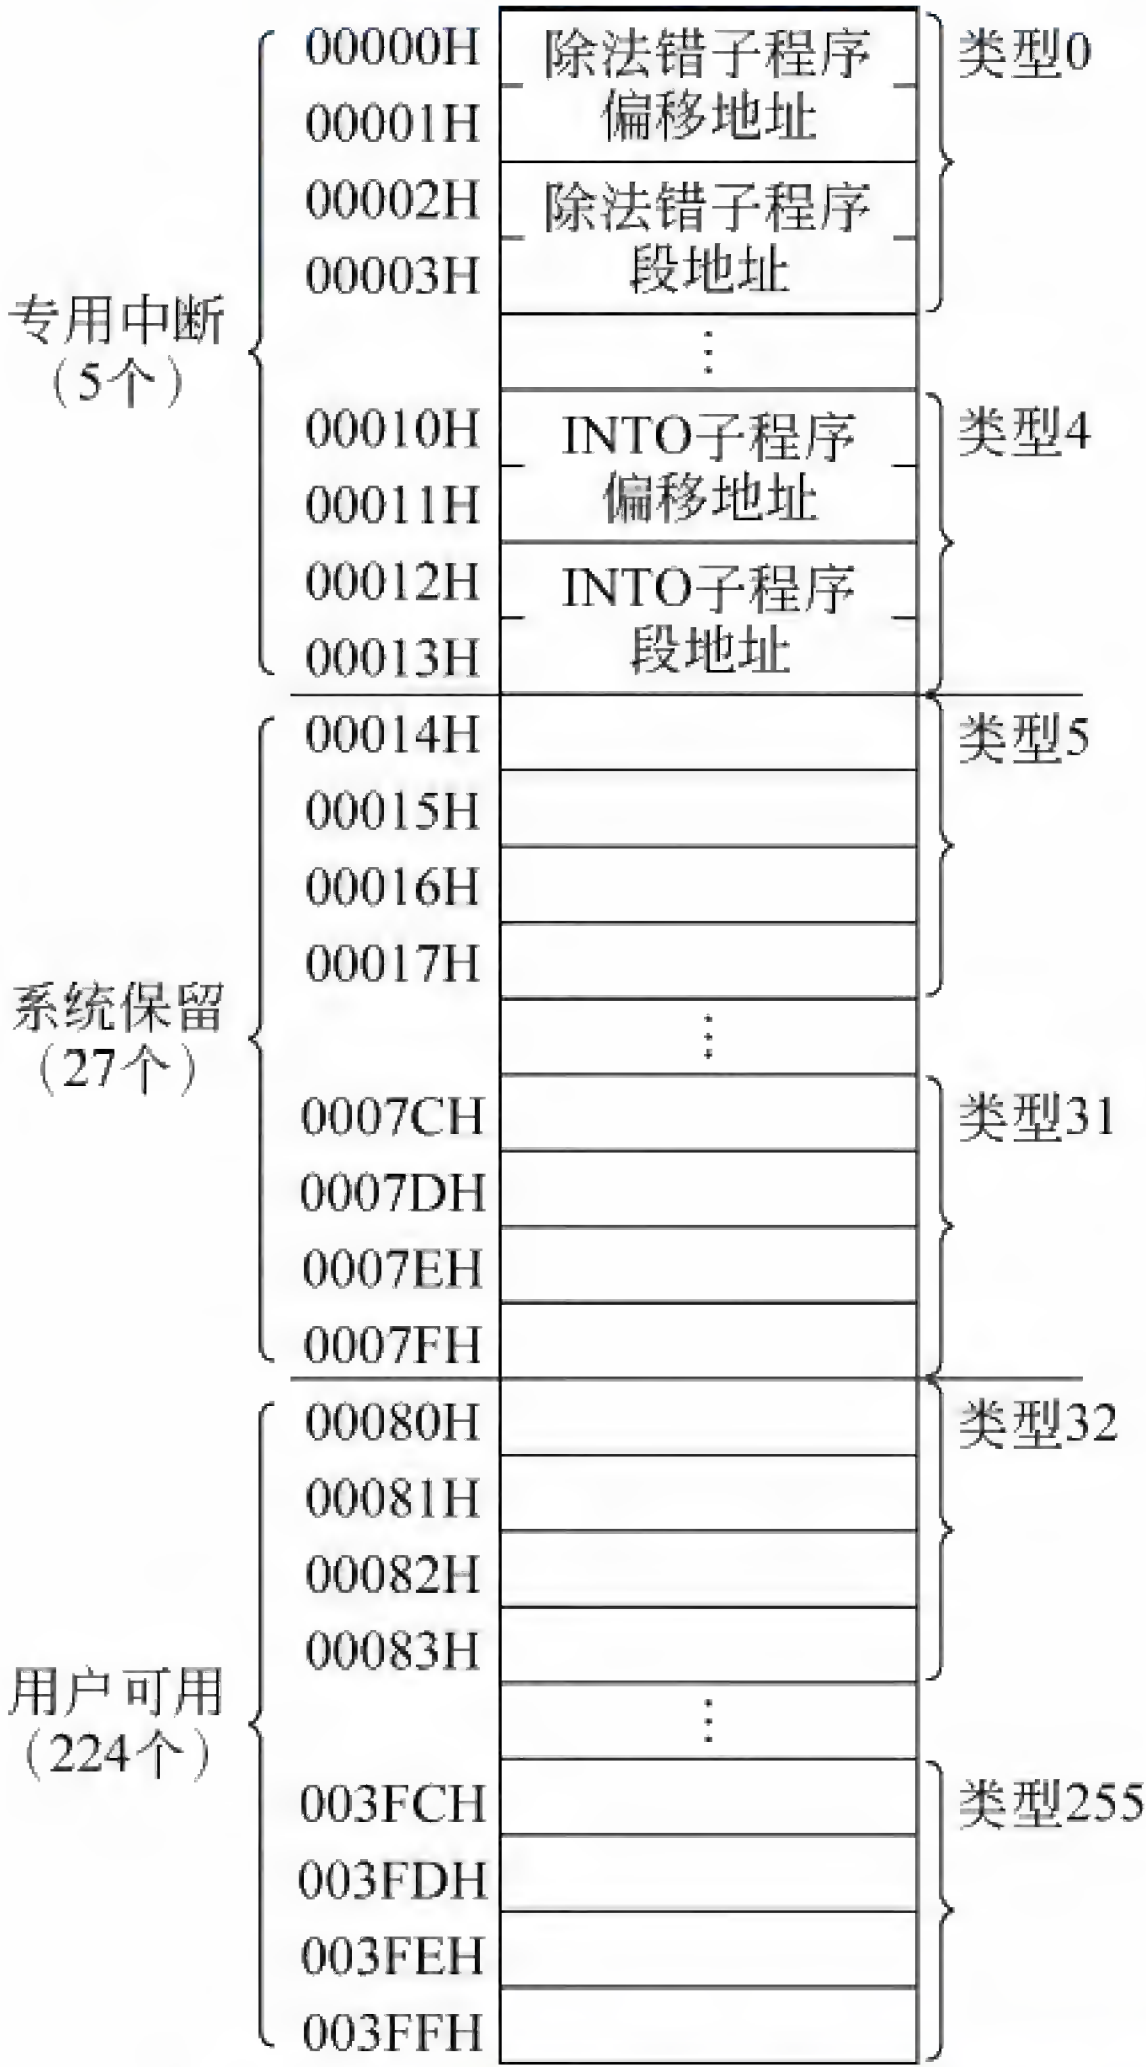 00000H 除法错子程序 类型0
00001H 偏移地址
00002H 除法错子程序
00003H 段地址
专用中断
（5个）
⋮
00010H INTO子程序 类型4
00011H 偏移地址
00012H INTO子程序
00013H 段地址
00014H 类型5
00015H
00016H
00017H
系统保留
（27个）
⋮
0007CH 类型31
0007DH
0007EH
0007FH
00080H 类型32
00081H
00082H
00083H
用户可用
（224个）
⋮
003FCH 类型255
003FDH
003FEH
003FFH